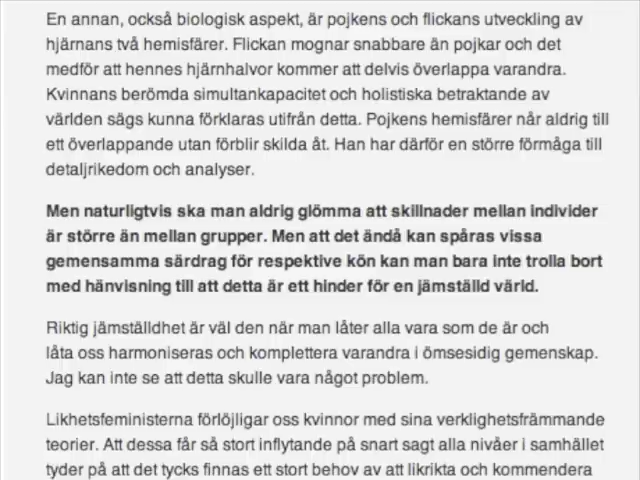 En annan, också biologisk aspekt, är pojkens och flickans utveckling av
hjärnans två hemisfärer. Flickan mognar snabbare än pojkar och det
medför att hennes hjärnhalvor kommer att delvis överlappa varandra.
Kvinnans berömda simultankapacitet och holistiska betraktande av
världen sägs kunna förklaras utifrån detta. Pojkens hemisfärer når aldrig till
ett överlappande utan förblir skilda åt. Han har därför en större förmåga till
detaljrikedom och analyser.
Men naturligtvis ska man aldrig glömma att skillnader mellan individer
är större än mellan grupper. Men att det ändå kan spåras vissa
gemensamma särdrag för respektive kön kan man bara inte trolla bort
med hänvisning till att detta är ett hinder för en jämställd värld.
Riktig jämställdhet är väl den när man låter alla vara som de är och
låta oss harmoniseras och komplettera varandra i ömsesidig gemenskap.
Jag kan inte se att detta skulle vara något problem.
Likhetsfeministerna förlöjligar oss kvinnor med sina verklighetsfrämmande
teorier. Att dessa får så stort inflytande på snart sagt alla nivåer i samhället
tyder på att det tycks finnas ett stort behov av att likrikta och kommendera